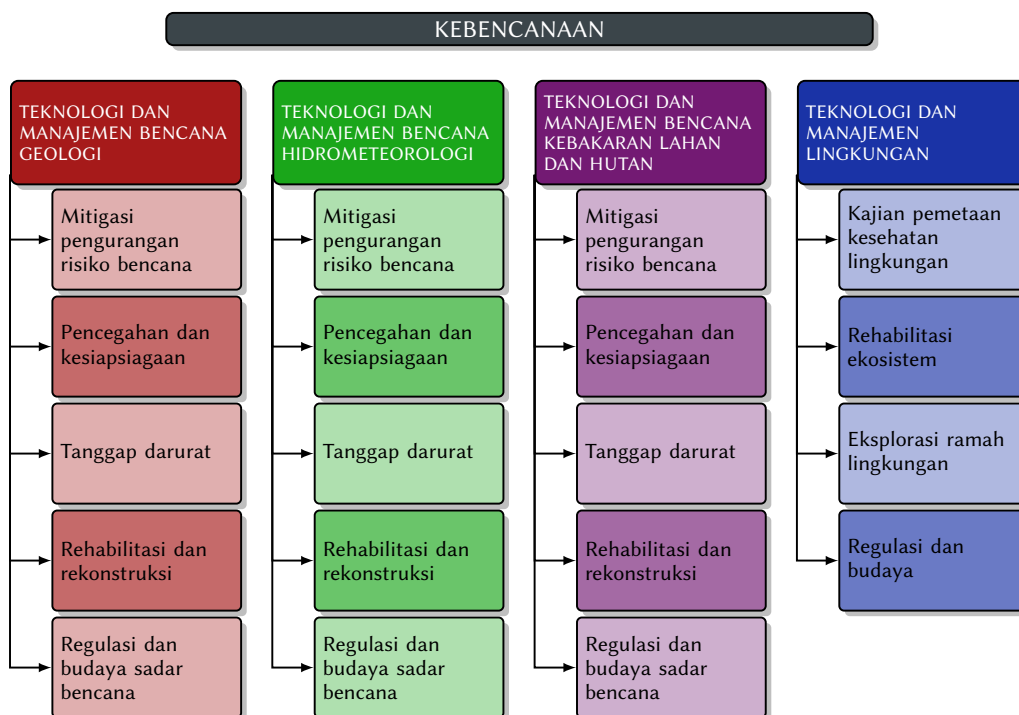 KEBENCANAAN
TEKNOLOGI DAN
MANAJEMEN BENCANA
GEOLOGI
Mitigasi
pengurangan
risiko bencana
Pencegahan dan
kesiapsiagaan
Tanggap darurat
Rehabilitasi dan
rekonstruksi
Regulasi dan
budaya sadar
bencana
TEKNOLOGI DAN
MANAJEMEN BENCANA
HIDROMETEOROLOGI
Mitigasi
pengurangan
risiko bencana
Pencegahan dan
kesiapsiagaan
Tanggap darurat
Rehabilitasi dan
rekonstruksi
Regulasi dan
budaya sadar
bencana
TEKNOLOGI DAN
MANAJEMEN BENCANA
KEBAKARAN LAHAN
DAN HUTAN
Mitigasi
pengurangan
risiko bencana
Pencegahan dan
kesiapsiagaan
Tanggap darurat
Rehabilitasi dan
rekonstruksi
Regulasi dan
budaya sadar
bencana
TEKNOLOGI DAN
MANAJEMEN
LINGKUNGAN
Kajian pemetaan
kesehatan
lingkungan
Rehabilitasi
ekosistem
Eksplorasi ramah
lingkungan
Regulasi dan
budaya